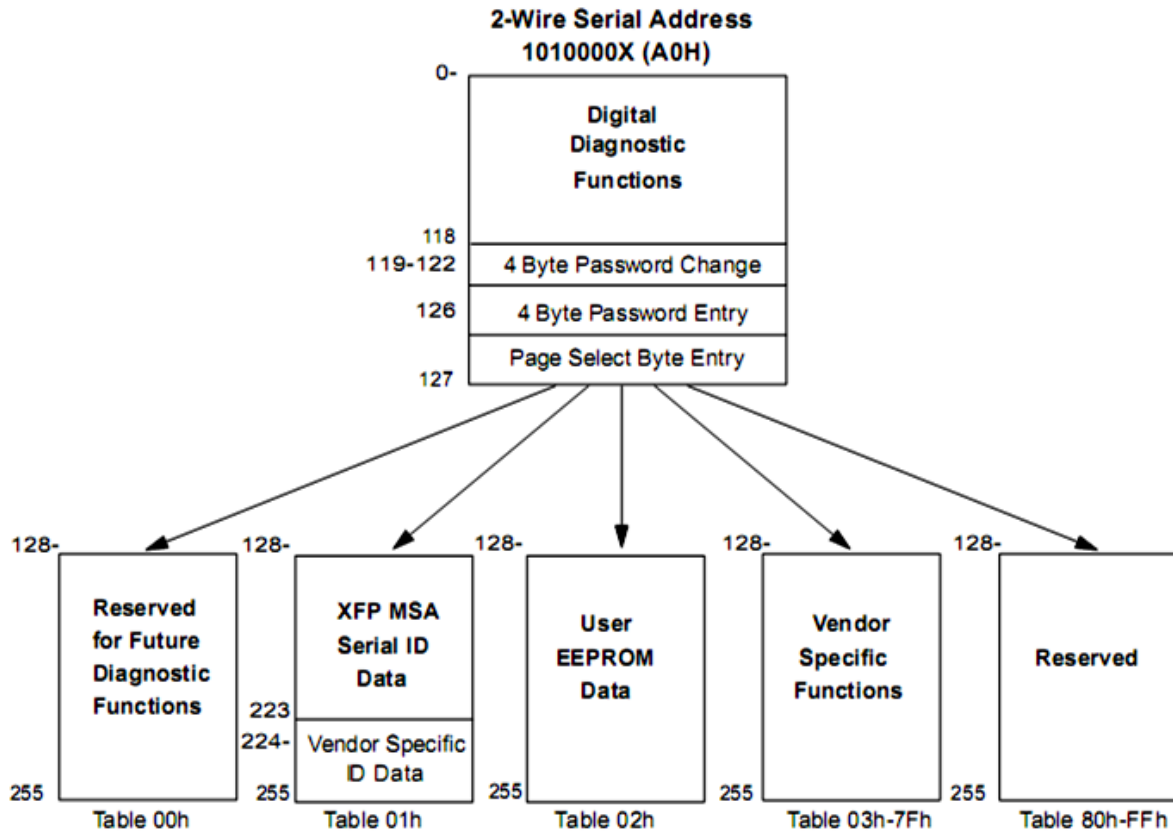 2-Wire Serial Address
1010000X (A0H)
0-
Digital
Diagnostic
Functions
118
119-122
4 Byte Password Change
126
4 Byte Password Entry
Page Select Byte Entry
127
128-
Reserved
for Future
Diagnostic
Functions
255
Table 00h
128-
XFP MSA
Serial ID
Data
223
224-
Vendor Specific
ID Data
255
Table 01h
128-
User
EEPROM
Data
255
Table 02h
128-
Vendor
Specific
Functions
255
Table 03h-7Fh
128-
Reserved
255
Table 80h-FFh